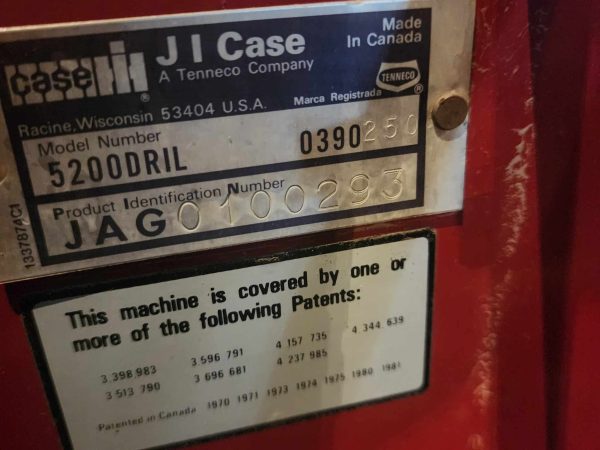 case IH ®
J I Case
A Tenneco Company
Made
In Canada
TENNECO
Racine, Wisconsin 53404 U.S.A.
Marca Registrada
Model Number
5200DRIL 0390250
Product Identification Number
JAG0100293
133787AC1
This machine is covered by one or
more of the following Patents:
3 398 983 3 596 791 4 157 735 4 344 639
3 513 790 3 696 681 4 237 985
Patented in Canada 1970 1971 1973 1974 1975 1980 1981